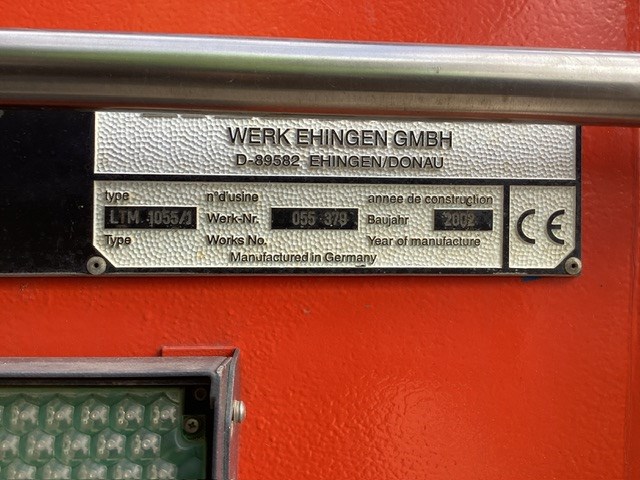 WERK EHINGEN GMBH
D-89582 EHINGEN/DONAU
type n°d'usine annee de construction
LTM 1055/1 Werk-Nr. 055 379 Baujahr 2002
Type Works No. Year of manufacture
Manufactured in Germany
CE